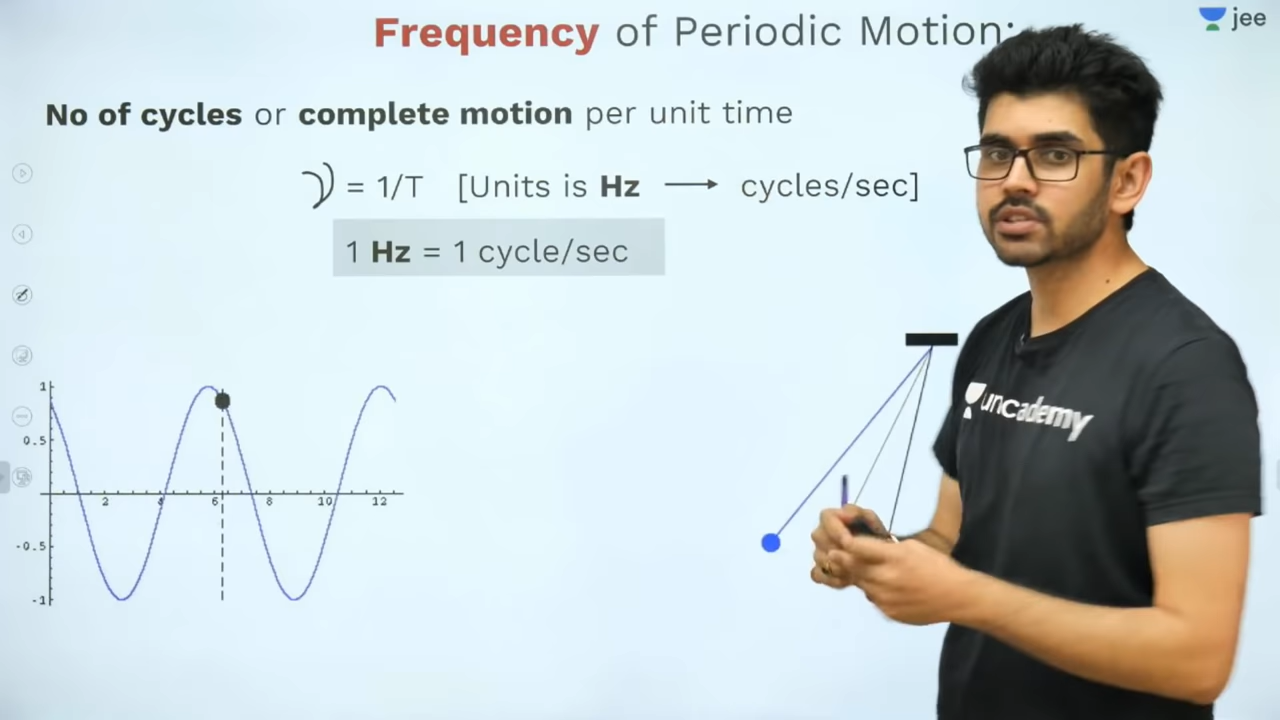 Frequency of Periodic Motion:
jee
No of cycles or complete motion per unit time
ν = 1/T [Units is Hz ⟶ cycles/sec]
1 Hz = 1 cycle/sec
unacademy
1
0.5
-0.5
-1
2 4 6 8 10 12